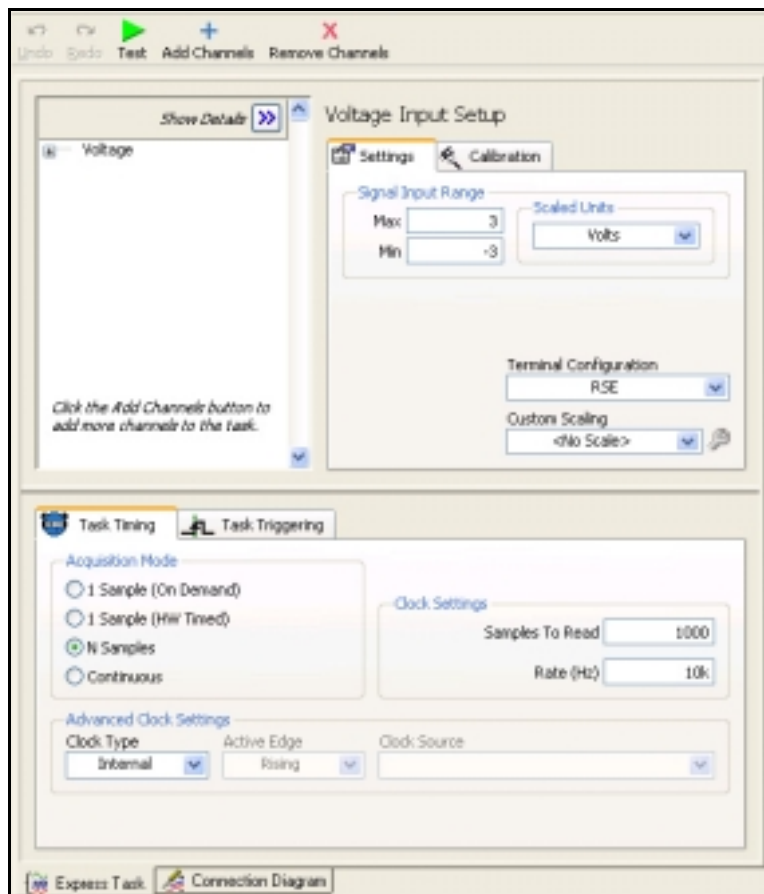 Undo Redo Test Add Channels Remove Channels
Show Details
Voltage
Click the Add Channels button to
add more channels to the task.
Voltage Input Setup
Settings Calibration
Signal Input Range
Max 3
Min -3
Scaled Units
Volts
Terminal Configuration
RSE
Custom Scaling
<No Scale>
Task Timing Task Triggering
Acquisition Mode
1 Sample (On Demand)
1 Sample (HW Timed)
N Samples
Continuous
Clock Settings
Samples To Read 1000
Rate (Hz) 10k
Advanced Clock Settings
Clock Type Active Edge Clock Source
Internal Rising
Express Task Connection Diagram